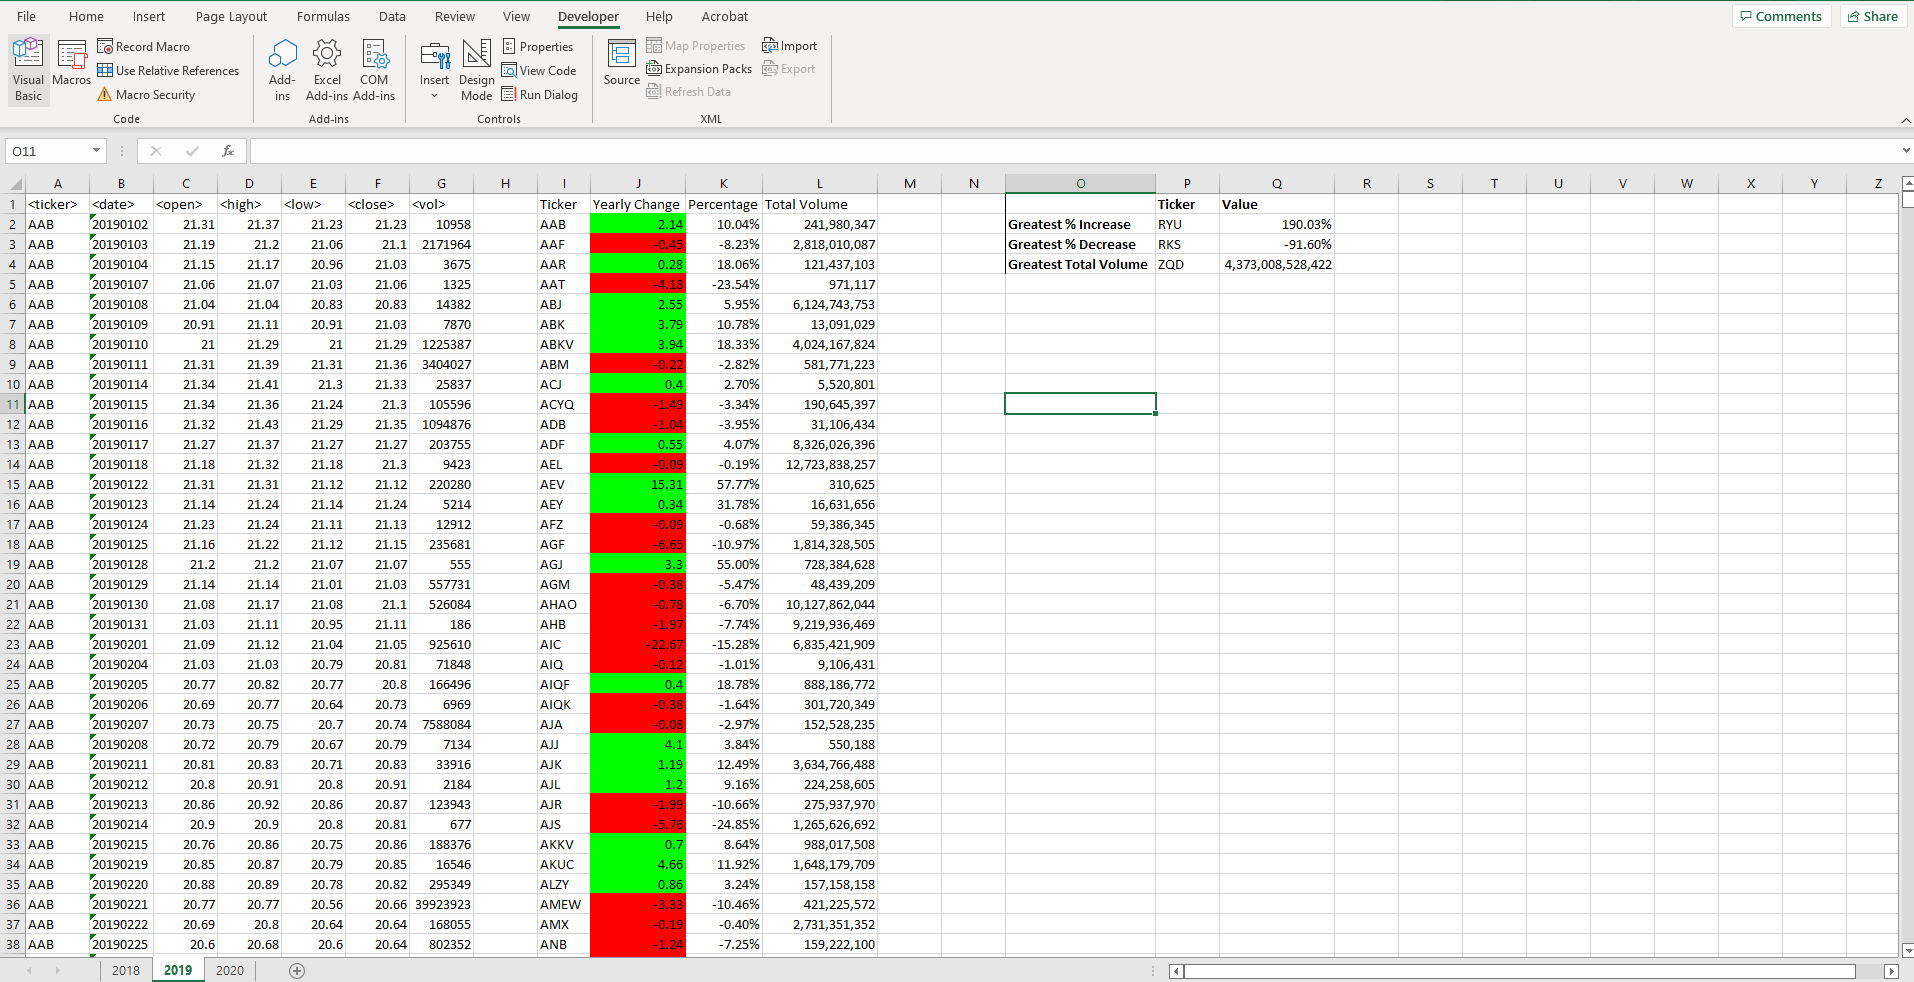 File Home Insert Page Layout Formulas Data Review View Developer Help Acrobat Comments Share
Visual Basic
Macros
Record Macro
Use Relative References
Macro Security
Code
Add-ins
Excel Add-ins
COM Add-ins
Add-ins
Insert
Design Mode
Properties
View Code
Run Dialog
Controls
Source
Map Properties
Expansion Packs
Refresh Data
Import
Export
XML
O11 fx
A B C D E F G H I J K L M N O P Q R S T U V W X Y Z
1 <ticker> <date> <open> <high> <low> <close> <vol> Ticker Yearly Change Percentage Total Volume Ticker Value
2 AAB 20190102 21.31 21.37 21.23 21.23 10958 AAB 2.14 10.04% 241,980,347 Greatest % Increase RYU 190.03%
3 AAB 20190103 21.19 21.2 21.06 21.1 2171964 AAF -0.45 -8.23% 2,818,010,087 Greatest % Decrease RKS -91.60%
4 AAB 20190104 21.15 21.17 20.96 21.03 3675 AAR 0.28 18.06% 121,437,103 Greatest Total Volume ZQD 4,373,008,528,422
5 AAB 20190107 21.06 21.07 21.03 21.06 1325 AAT -4.18 -23.54% 971,117
6 AAB 20190108 21.04 21.04 20.83 20.83 14382 ABJ 2.55 5.95% 6,124,743,753
7 AAB 20190109 20.91 21.11 20.91 21.03 7870 ABK 3.79 10.78% 13,091,029
8 AAB 20190110 21 21.29 21 21.29 1225387 ABKV 3.94 18.33% 4,024,167,824
9 AAB 20190111 21.31 21.39 21.31 21.36 3404027 ABM -0.22 -2.82% 581,771,223
10 AAB 20190114 21.34 21.41 21.3 21.33 25837 ACJ 0.4 2.70% 5,520,801
11 AAB 20190115 21.34 21.36 21.24 21.3 105596 ACYQ -1.49 -3.34% 190,645,397
12 AAB 20190116 21.32 21.43 21.29 21.35 1094876 ADB -1.04 -3.95% 31,106,434
13 AAB 20190117 21.27 21.37 21.27 21.27 203755 ADF 0.55 4.07% 8,326,026,396
14 AAB 20190118 21.18 21.32 21.18 21.3 9423 AEL -0.09 -0.19% 12,723,838,257
15 AAB 20190122 21.31 21.31 21.12 21.12 220280 AEV 15.31 57.77% 310,625
16 AAB 20190123 21.14 21.24 21.14 21.24 5214 AEY 0.34 31.78% 16,631,656
17 AAB 20190124 21.23 21.24 21.11 21.13 12912 AFZ -0.09 -0.68% 59,386,345
18 AAB 20190125 21.16 21.22 21.12 21.15 235681 AGF -6.65 -10.97% 1,814,328,505
19 AAB 20190128 21.2 21.2 21.07 21.07 555 AGJ 3.3 55.00% 728,384,628
20 AAB 20190129 21.14 21.14 21.01 21.03 557731 AGM -0.38 -5.47% 48,439,209
21 AAB 20190130 21.08 21.17 21.08 21.1 526084 AHAO -0.78 -6.70% 10,127,862,044
22 AAB 20190131 21.03 21.11 20.95 21.11 186 AHB -1.97 -7.74% 9,219,936,469
23 AAB 20190201 21.09 21.12 21.04 21.05 925610 AIC -22.67 -15.28% 6,835,421,909
24 AAB 20190204 21.03 21.03 20.79 20.81 71848 AIQ -0.12 -1.01% 9,106,431
25 AAB 20190205 20.77 20.82 20.77 20.8 166496 AIQF 0.4 18.78% 888,186,772
26 AAB 20190206 20.69 20.77 20.64 20.73 6969 AIQK -0.38 -1.64% 301,720,349
27 AAB 20190207 20.73 20.75 20.7 20.74 7588084 AJA -0.08 -2.97% 152,528,235
28 AAB 20190208 20.72 20.79 20.67 20.79 7134 AJJ 4.1 3.84% 550,188
29 AAB 20190211 20.81 20.83 20.71 20.83 33916 AJK 1.19 12.49% 3,634,766,488
30 AAB 20190212 20.8 20.91 20.8 20.91 2184 AJL 1.2 9.16% 224,258,605
31 AAB 20190213 20.86 20.92 20.86 20.87 123943 AJR -1.99 -10.66% 275,937,970
32 AAB 20190214 20.9 20.9 20.8 20.81 677 AJS -5.76 -24.85% 1,265,626,692
33 AAB 20190215 20.76 20.86 20.75 20.86 188376 AKKV 0.7 8.64% 988,017,508
34 AAB 20190219 20.85 20.87 20.79 20.85 16546 AKUC 4.66 11.92% 1,648,179,709
35 AAB 20190220 20.88 20.89 20.78 20.82 295349 ALZY 0.86 3.24% 157,158,158
36 AAB 20190221 20.77 20.77 20.56 20.66 39923923 AMEW -3.33 -10.46% 421,225,572
37 AAB 20190222 20.69 20.8 20.64 20.64 168055 AMX -0.19 -0.40% 2,731,351,352
38 AAB 20190225 20.6 20.68 20.6 20.64 802352 ANB -1.24 -7.25% 159,222,100
2018 2019 2020